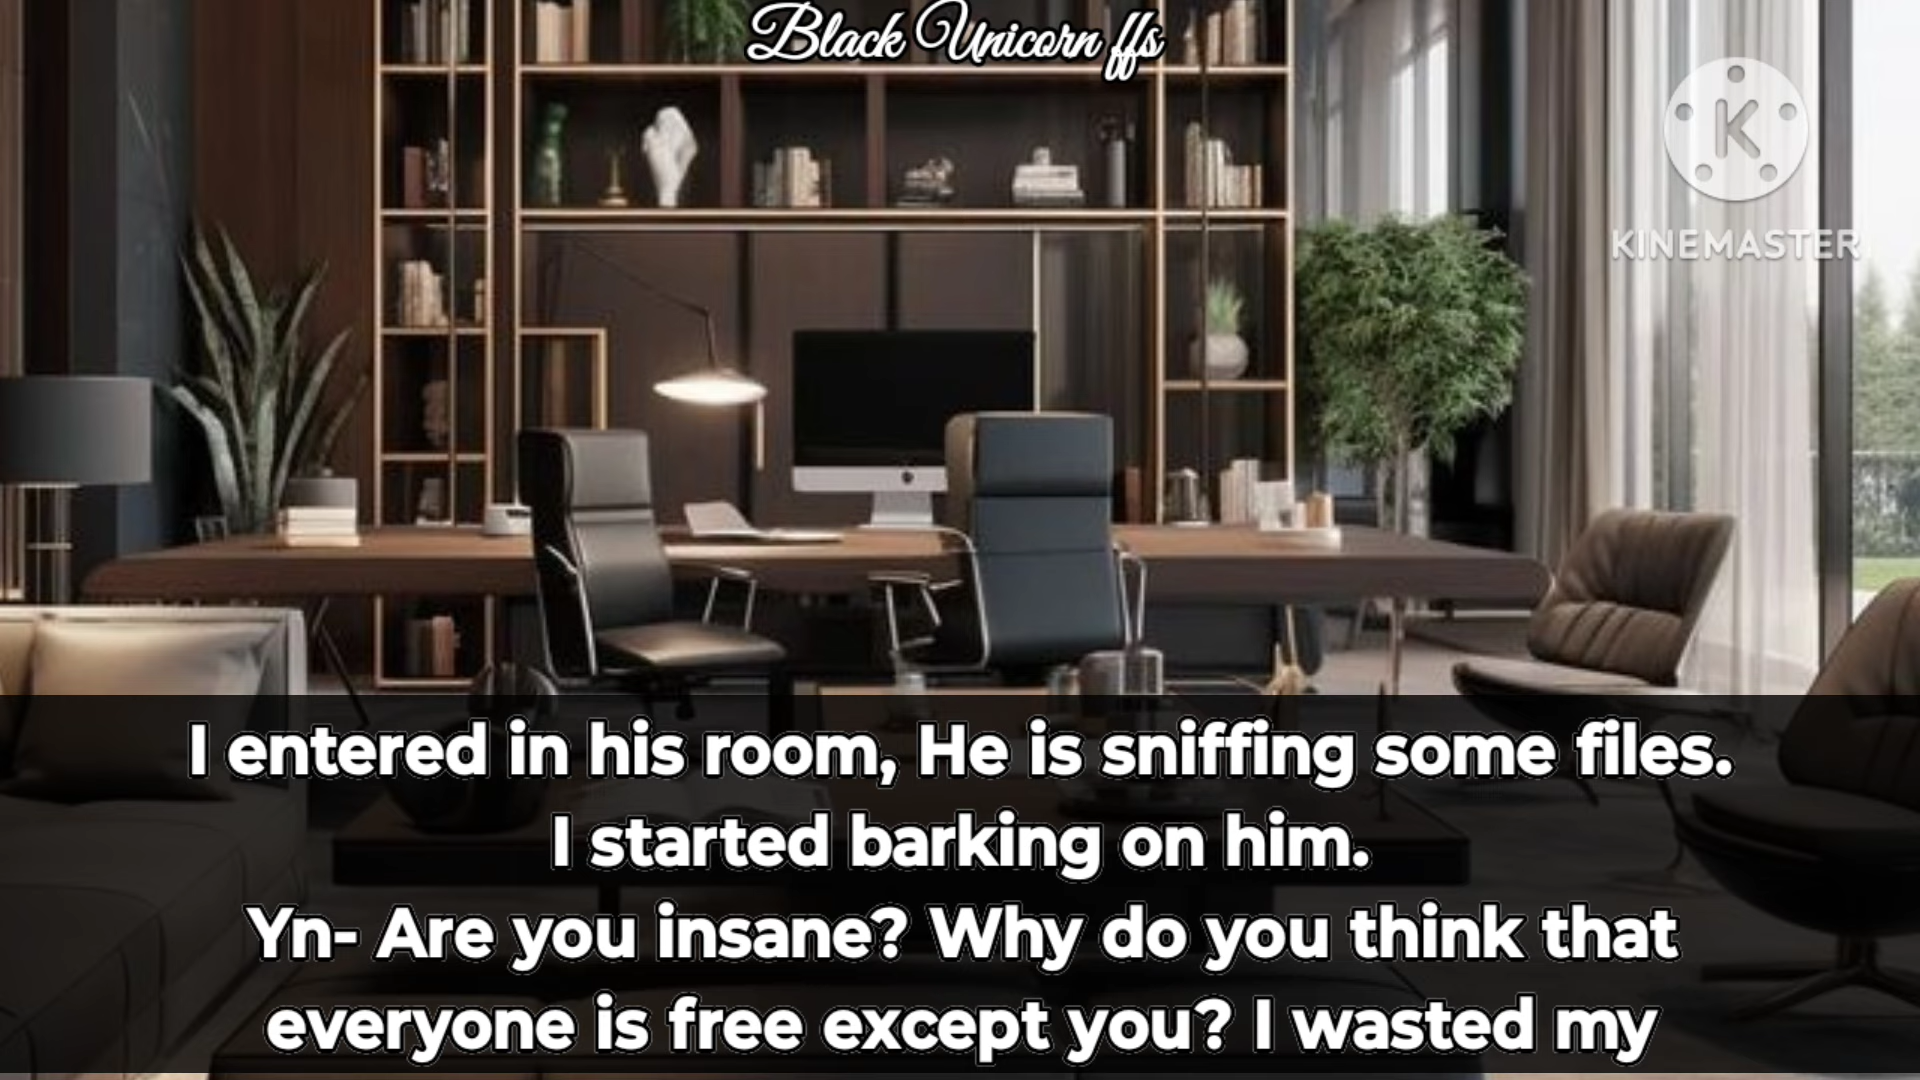 Black Unicorn ffs
K
KINEMASTER
I entered in his room, He is sniffing some files.
I started barking on him.
Yn- Are you insane? Why do you think that
everyone is free except you? I wasted my